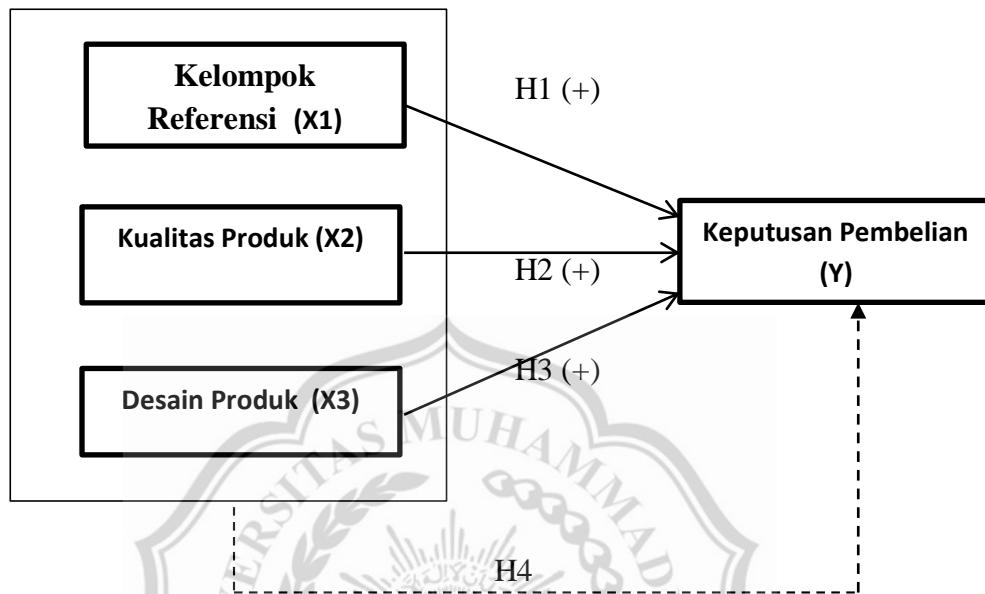 Kelompok
Referensi (X1)
H1 (+)
Kualitas Produk (X2)
H2 (+)
Keputusan Pembelian
(Y)
Desain Produk (X3)
H3 (+)
H4